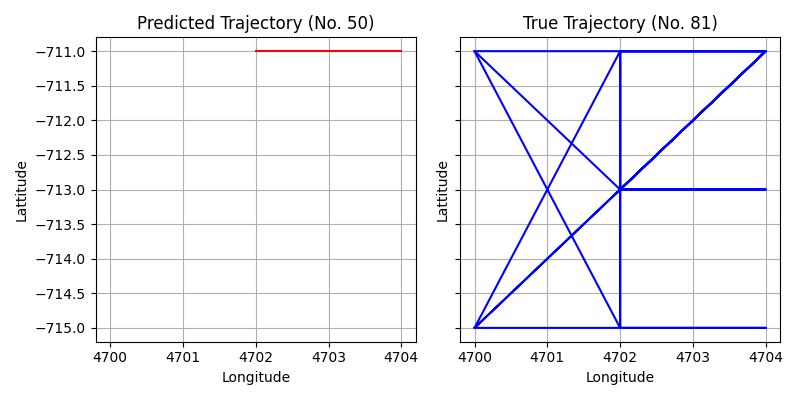 Predicted Trajectory (No. 50)
Lattitude
−711.0
−711.5
−712.0
−712.5
−713.0
−713.5
−714.0
−714.5
−715.0
4700 4701 4702 4703 4704
Longitude
True Trajectory (No. 81)
Lattitude
4700 4701 4702 4703 4704
Longitude